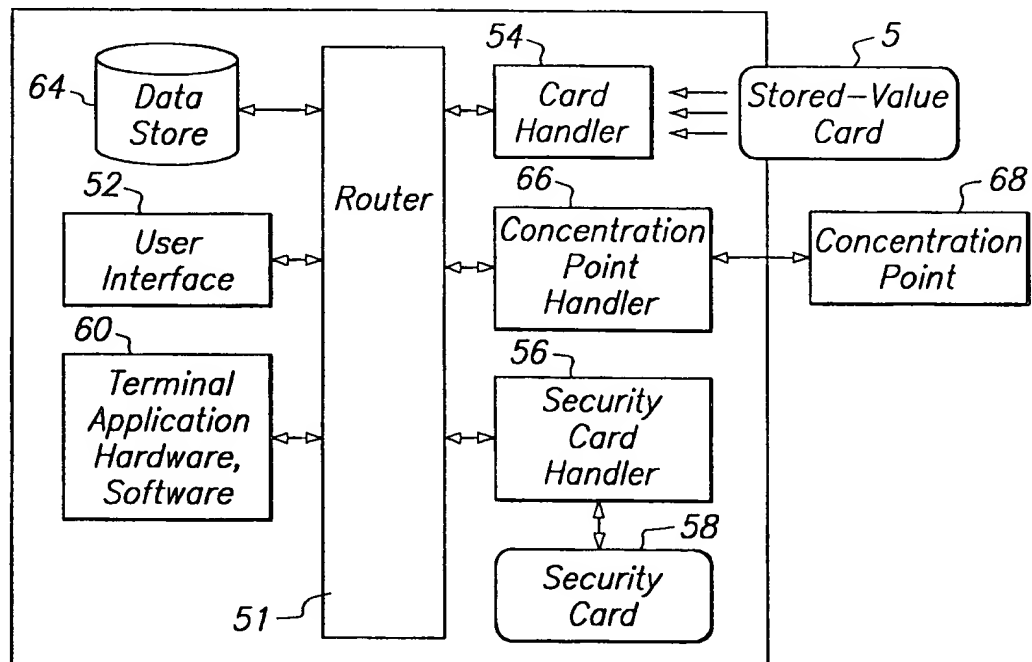 64
Data
Store
54
Card
Handler
5
Stored-Value
Card
52
User
Interface
Router
66
Concentration
Point
Handler
68
Concentration
Point
60
Terminal
Application
Hardware,
Software
56
Security
Card
Handler
58
Security
Card
51